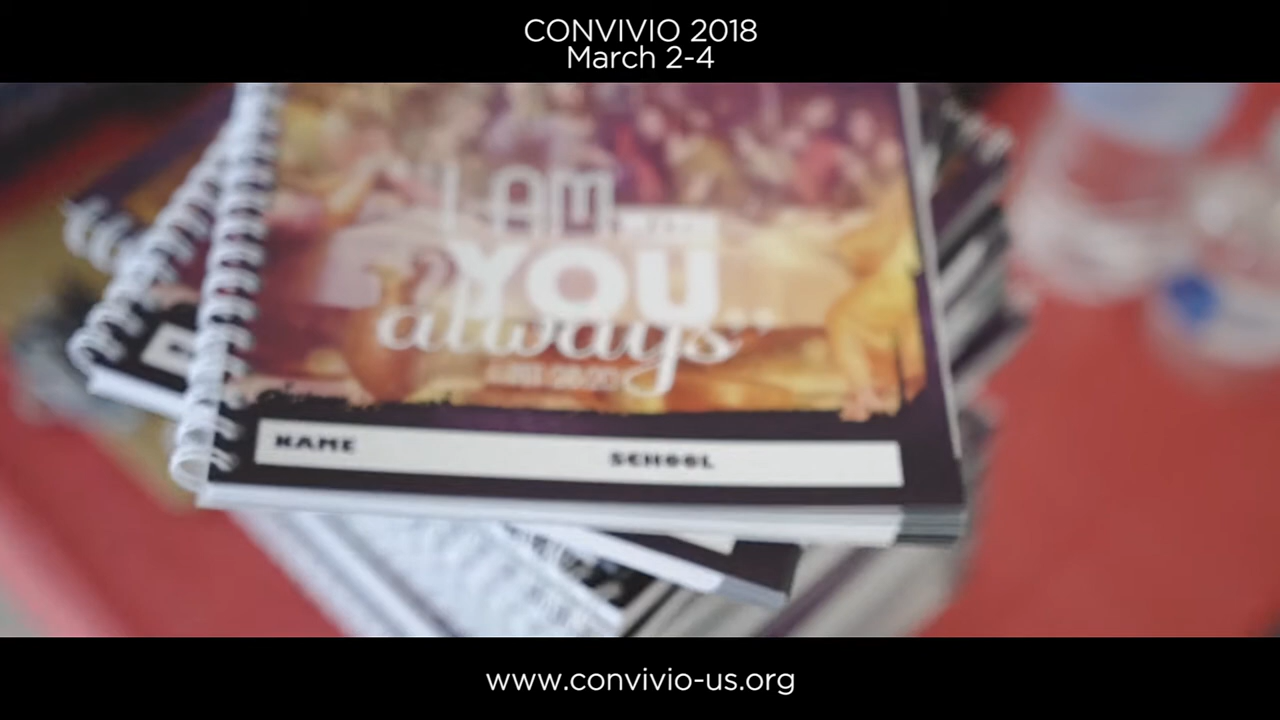 CONVIVIO 2018
March 2-4
"I AM
YOU
always"
NAME SCHOOL
www.convivio-us.org